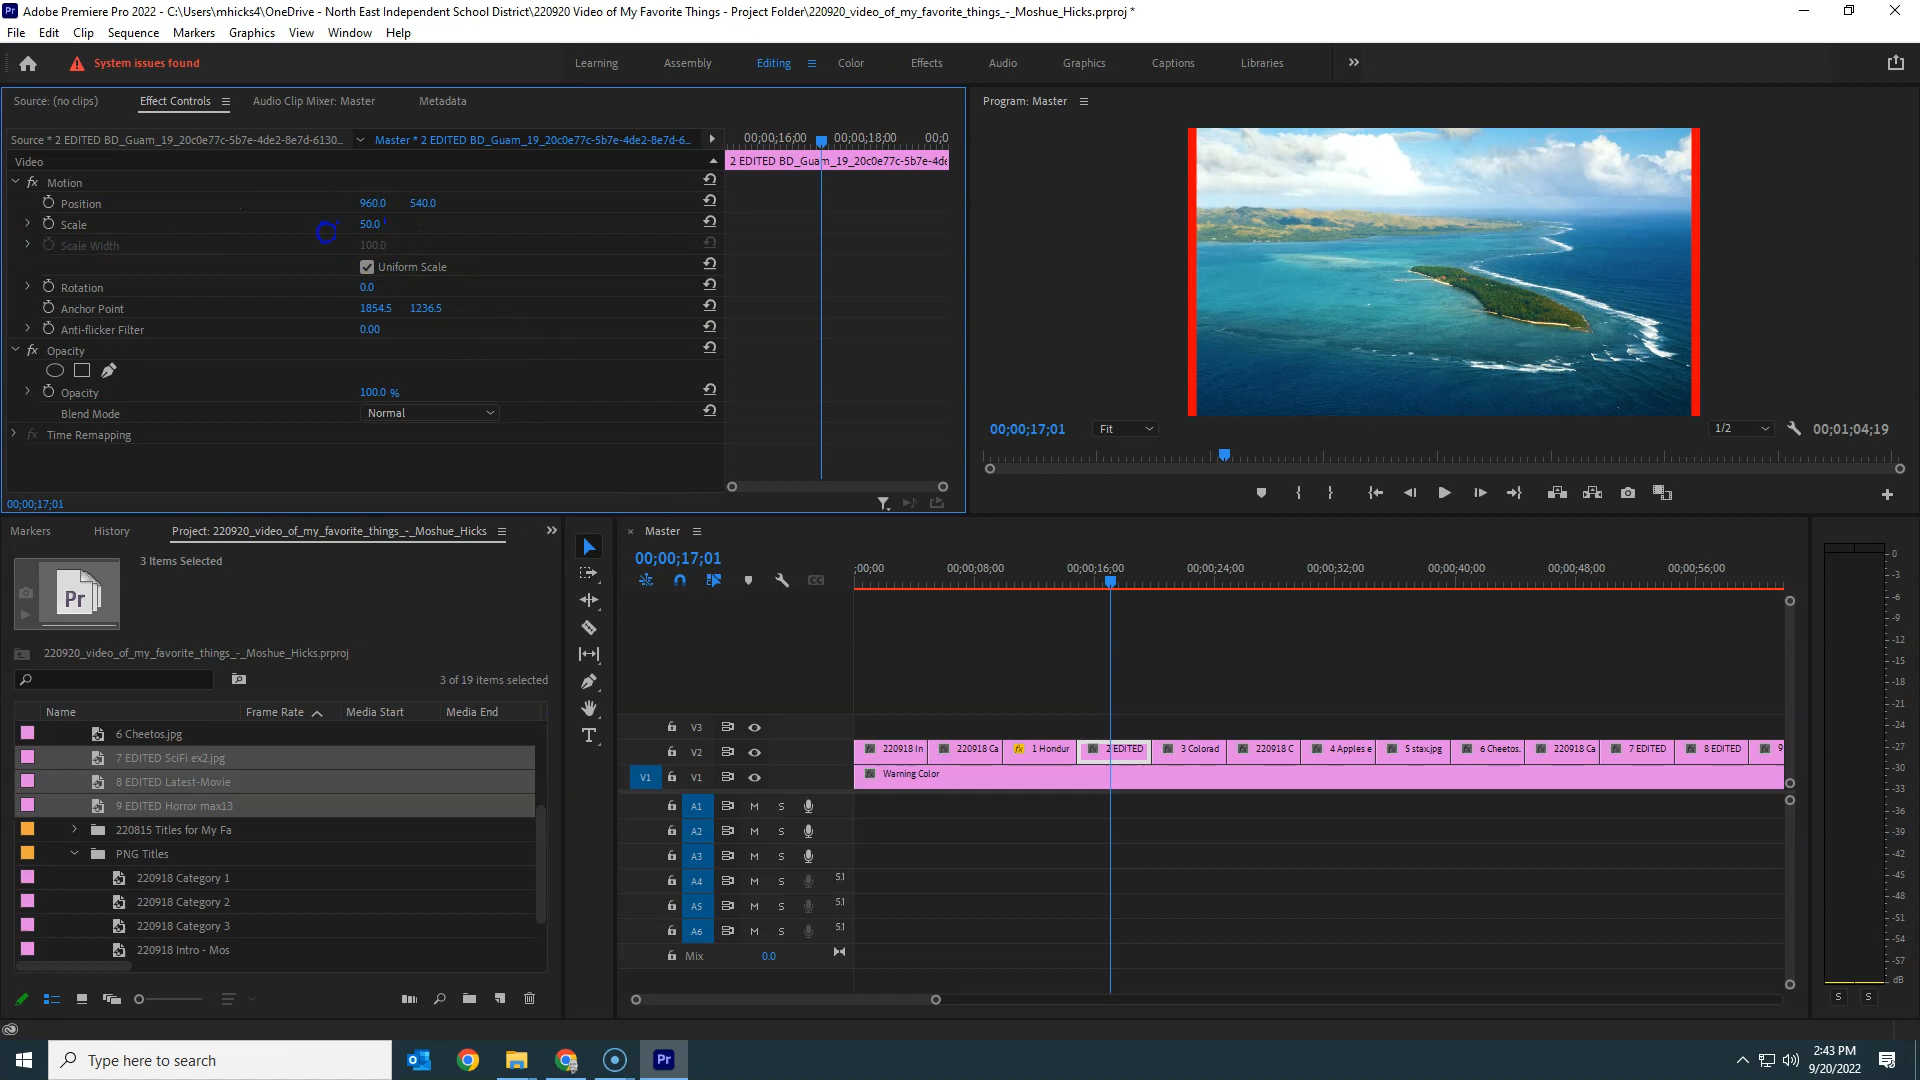 Pr Adobe Premiere Pro 2022 - C:\Users\mhicks4\OneDrive - North East Independent School District\220920 Video of My Favorite Things - Project Folder\220920_video_of_my_favorite_things_-_Moshue_Hicks.prproj *
File Edit Clip Sequence Markers Graphics View Window Help
System issues found Learning Assembly Editing Color Effects Audio Graphics Captions Libraries
Source: (no clips) Effect Controls Audio Clip Mixer: Master Metadata
Program: Master
Source * 2 EDITED BD_Guam_19_20c0e77c-5b7e-4de2-8e7d-6130... Master * 2 EDITED BD_Guam_19_20c0e77c-5b7e-4de2-8e7d-6... 00;00;16;00 00;00;18;00 00;0
Video 2 EDITED BD_Guam_19_20c0e77c-5b7e-4de
fx Motion
Position 960.0 540.0
Scale 50.0
Scale Width 100.0
Uniform Scale
Rotation 0.0
Anchor Point 1854.5 1236.5
Anti-flicker Filter 0.00
fx Opacity
Opacity 100.0 %
Blend Mode Normal
fx Time Remapping
00;00;17;01
00;00;17;01 Fit 1/2 00;01;04;19
Markers History Project: 220920_video_of_my_favorite_things_-_Moshue_Hicks
3 Items Selected
Pr
220920_video_of_my_favorite_things_-_Moshue_Hicks.prproj
3 of 19 items selected
Name Frame Rate Media Start Media End
6 Cheetos.jpg
7 EDITED SciFi ex2.jpg
8 EDITED Latest-Movie
9 EDITED Horror max13
220815 Titles for My Fa
PNG Titles
220918 Category 1
220918 Category 2
220918 Category 3
220918 Intro - Mos
× Master
00;00;17;01
;00;00 00;00;08;00 00;00;16;00 00;00;24;00 00;00;32;00 00;00;40;00 00;00;48;00 00;00;56;00
V3
V2 220918 In 220918 Ca 1 Hondur 2 EDITED 3 Colorad 220918 C 4 Apples e 5 stax.jpg 6 Cheetos. 220918 Ca 7 EDITED 8 EDITED 9
V1 V1 Warning Color
A1 M S
A2 M S
A3 M S
A4 M S 5.1
A5 M S 5.1
A6 M S 5.1
Mix 0.0
0
-3
-6
-9
-12
-15
-18
-21
-24
-27
-30
-33
-36
-39
-42
-45
-48
-51
-54
-57
dB
S S
Type here to search
Pr
2:43 PM
9/20/2022